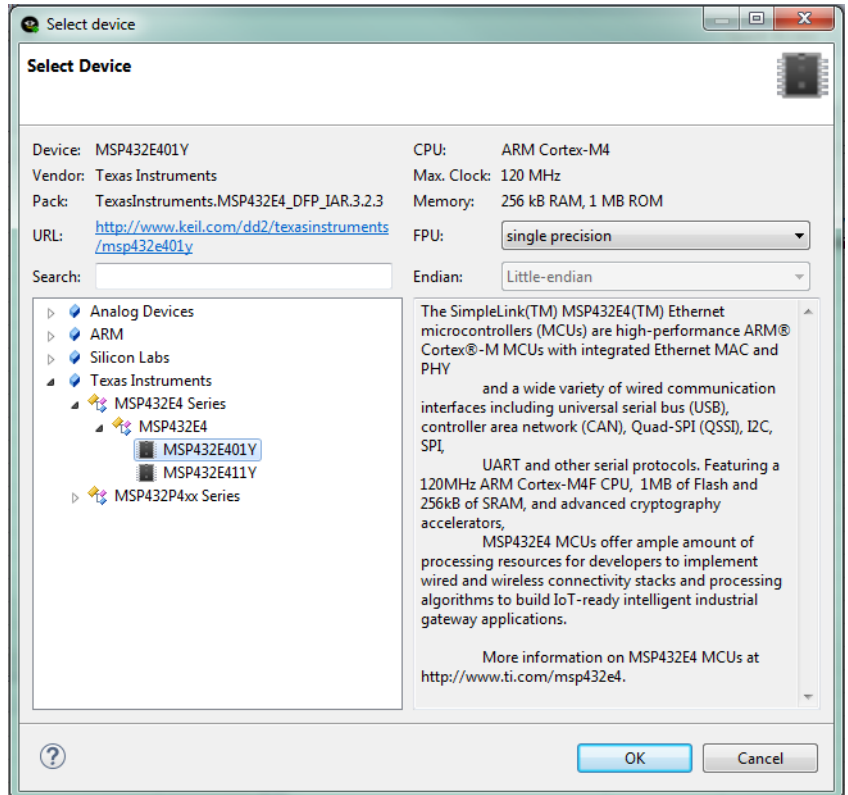 Select device
Select Device
Device: MSP432E401Y
Vendor: Texas Instruments
Pack: TexasInstruments.MSP432E4_DFP_IAR.3.2.3
URL: http://www.keil.com/dd2/texasinstruments
/msp432e401y
Search:
CPU: ARM Cortex-M4
Max. Clock: 120 MHz
Memory: 256 kB RAM, 1 MB ROM
FPU: single precision
Endian: Little-endian
Analog Devices
ARM
Silicon Labs
Texas Instruments
MSP432E4 Series
MSP432E4
MSP432E401Y
MSP432E411Y
MSP432P4xx Series
The SimpleLink(TM) MSP432E4(TM) Ethernet
microcontrollers (MCUs) are high-performance ARM®
Cortex®-M MCUs with integrated Ethernet MAC and
PHY
and a wide variety of wired communication
interfaces including universal serial bus (USB),
controller area network (CAN), Quad-SPI (QSSI), I2C,
SPI,
UART and other serial protocols. Featuring a
120MHz ARM Cortex-M4F CPU, 1MB of Flash and
256kB of SRAM, and advanced cryptography
accelerators,
MSP432E4 MCUs offer ample amount of
processing resources for developers to implement
wired and wireless connectivity stacks and processing
algorithms to build IoT-ready intelligent industrial
gateway applications.
More information on MSP432E4 MCUs at
http://www.ti.com/msp432e4.
?
OK
Cancel